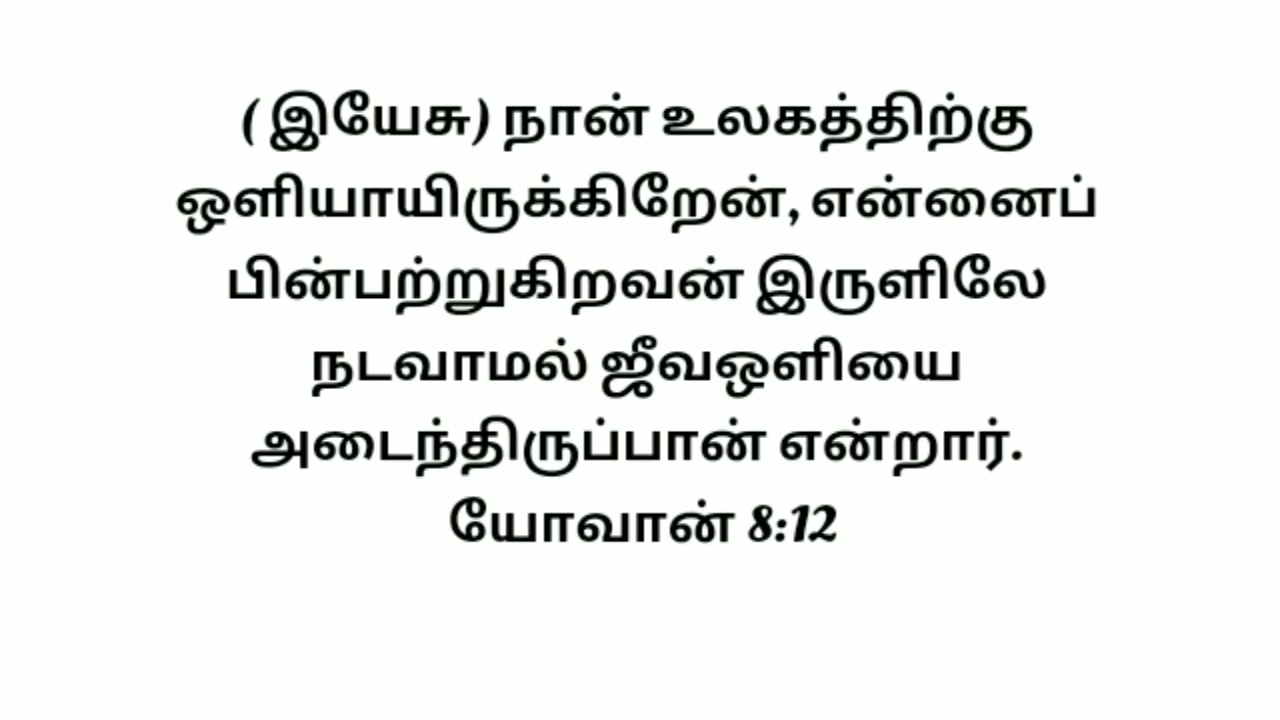 ( இயேசு) நான் உலகத்திற்கு
ஒளியாயிருக்கிறேன், என்னைப்
பின்பற்றுகிறவன் இருளிலே
நடவாமல் ஜீவஒளியை
அடைந்திருப்பான் என்றார்.
யோவான் 8:12